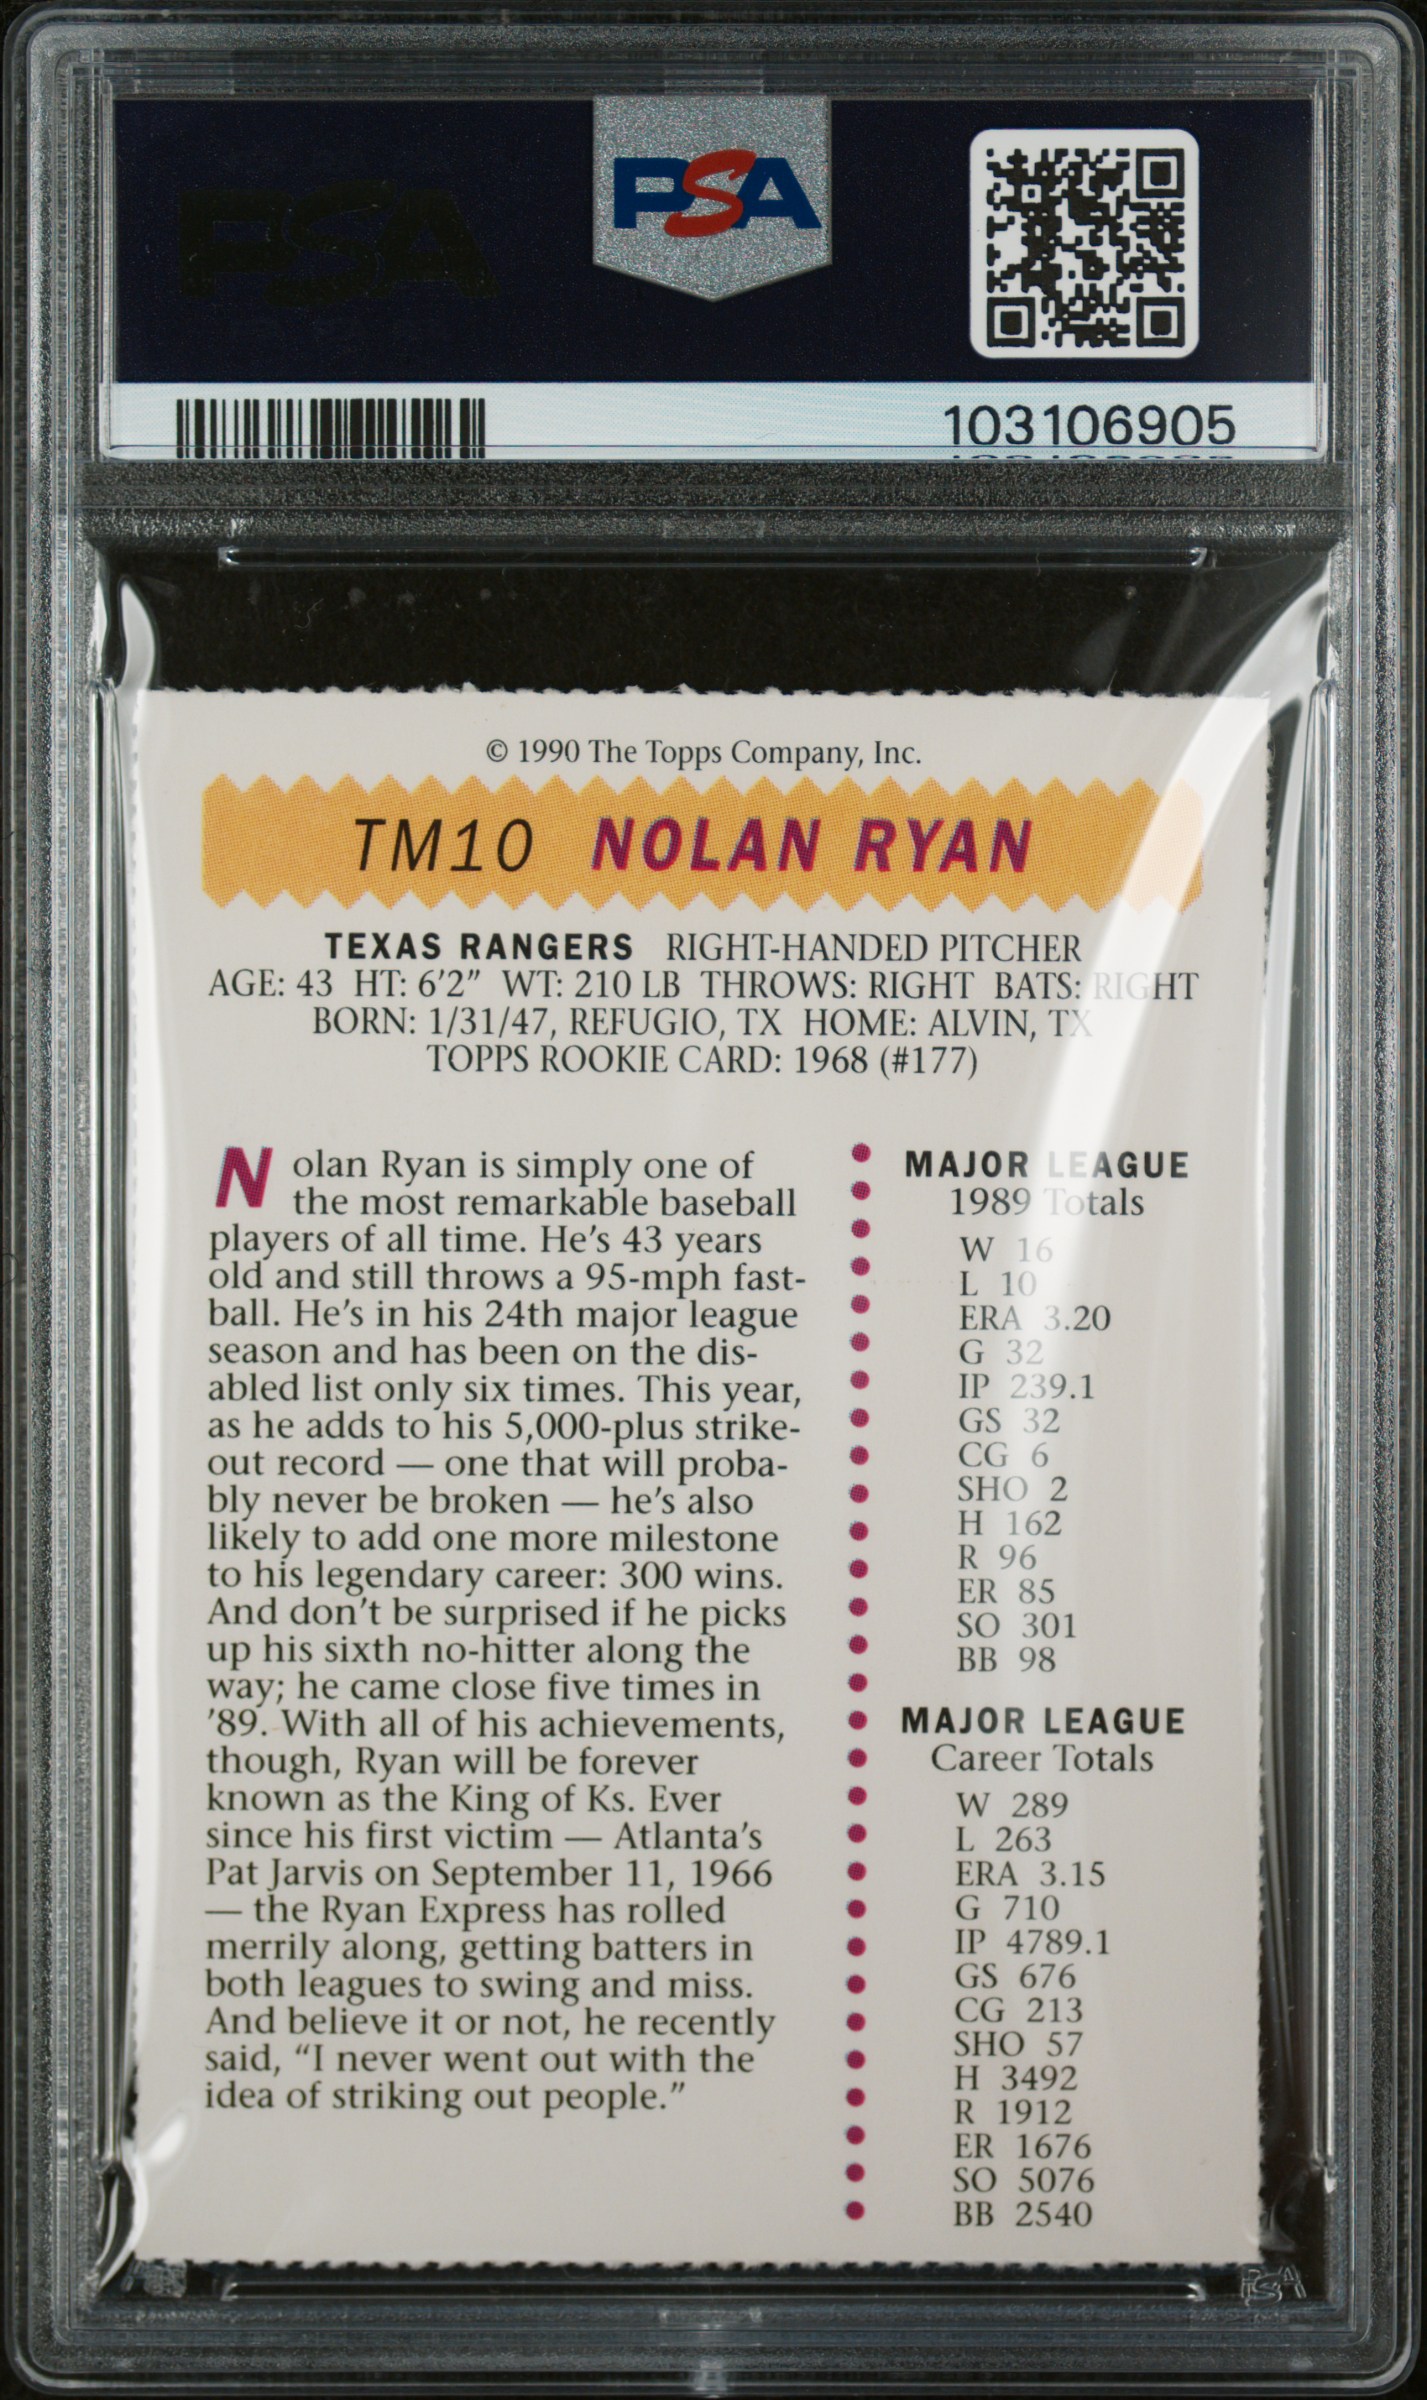 PSA
PSA
103106905
© 1990 The Topps Company, Inc.
TM10 NOLAN RYAN
TEXAS RANGERS RIGHT-HANDED PITCHER
AGE: 43 HT: 6'2" WT: 210 LB THROWS: RIGHT BATS: RIGHT
BORN: 1/31/47, REFUGIO, TX HOME: ALVIN, TX
TOPPS ROOKIE CARD: 1968 (#177)
Nolan Ryan is simply one of
the most remarkable baseball
players of all time. He's 43 years
old and still throws a 95-mph fast-
ball. He's in his 24th major league
season and has been on the dis-
abled list only six times. This year,
as he adds to his 5,000-plus strike-
out record — one that will proba-
bly never be broken — he's also
likely to add one more milestone
to his legendary career: 300 wins.
And don't be surprised if he picks
up his sixth no-hitter along the
way; he came close five times in
'89. With all of his achievements,
though, Ryan will be forever
known as the King of Ks. Ever
since his first victim — Atlanta's
Pat Jarvis on September 11, 1966
— the Ryan Express has rolled
merrily along, getting batters in
both leagues to swing and miss.
And believe it or not, he recently
said, "I never went out with the
idea of striking out people."
MAJOR LEAGUE
1989 Totals
W 16
L 10
ERA 3.20
G 32
IP 239.1
GS 32
CG 6
SHO 2
H 162
R 96
ER 85
SO 301
BB 98
MAJOR LEAGUE
Career Totals
W 289
L 263
ERA 3.15
G 710
IP 4789.1
GS 676
CG 213
SHO 57
H 3492
R 1912
ER 1676
SO 5076
BB 2540
PSA